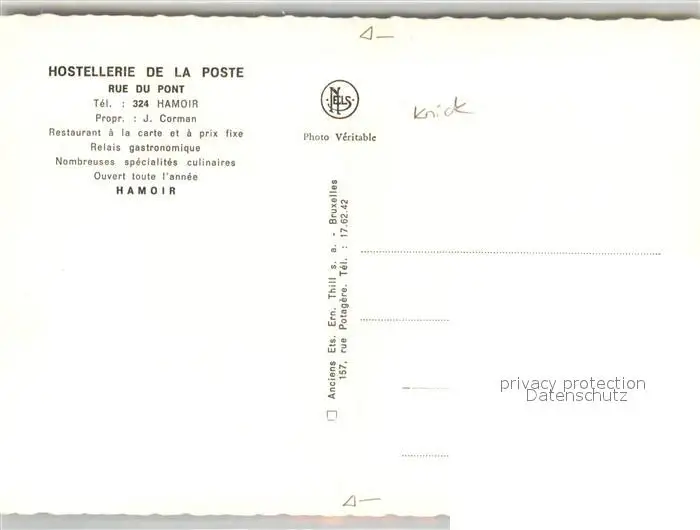 HOSTELLERIE DE LA POSTE
RUE DU PONT
Tél. : 324 HAMOIR
Propr. : J. Corman
Restaurant à la carte et à prix fixe
Relais gastronomique
Nombreuses spécialités culinaires
Ouvert toute l'année
HAMOIR
NELS
Photo Véritable
Knick
Anciens Ets. Ern. Thill s. a. - Bruxelles
157, rue Potagère. Tél. : 17.62.42
privacy protection
Datenschutz